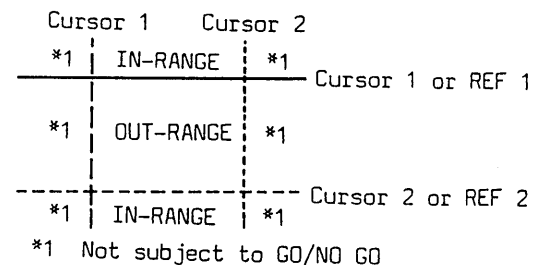 Cursor 1 Cursor 2
*1 IN-RANGE *1
Cursor 1 or REF 1
*1 OUT-RANGE *1
Cursor 2 or REF 2
*1 IN-RANGE *1
*1 Not subject to GO/NO GO